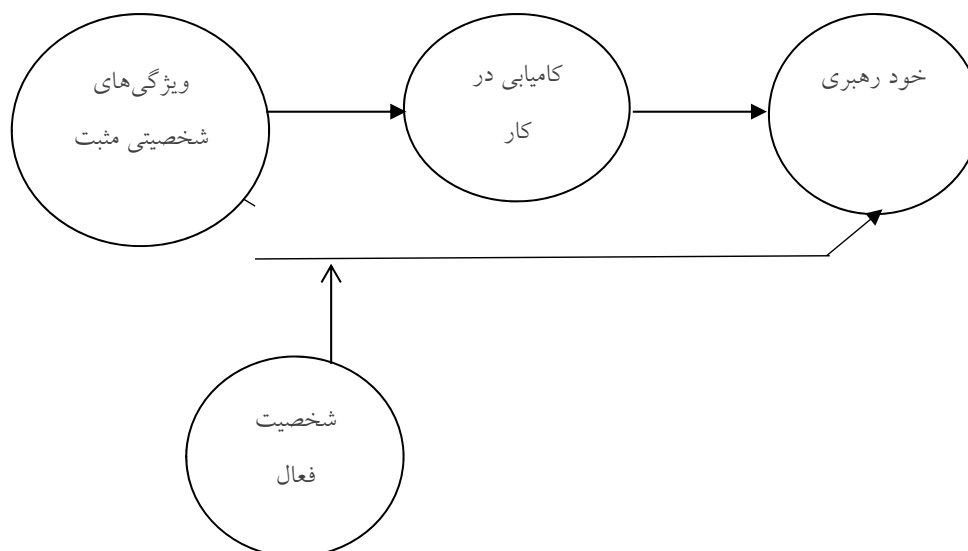 خود رهبری
کامیابی در
کار
ویژگی‌های
شخصیتی مثبت
شخصیت
فعال